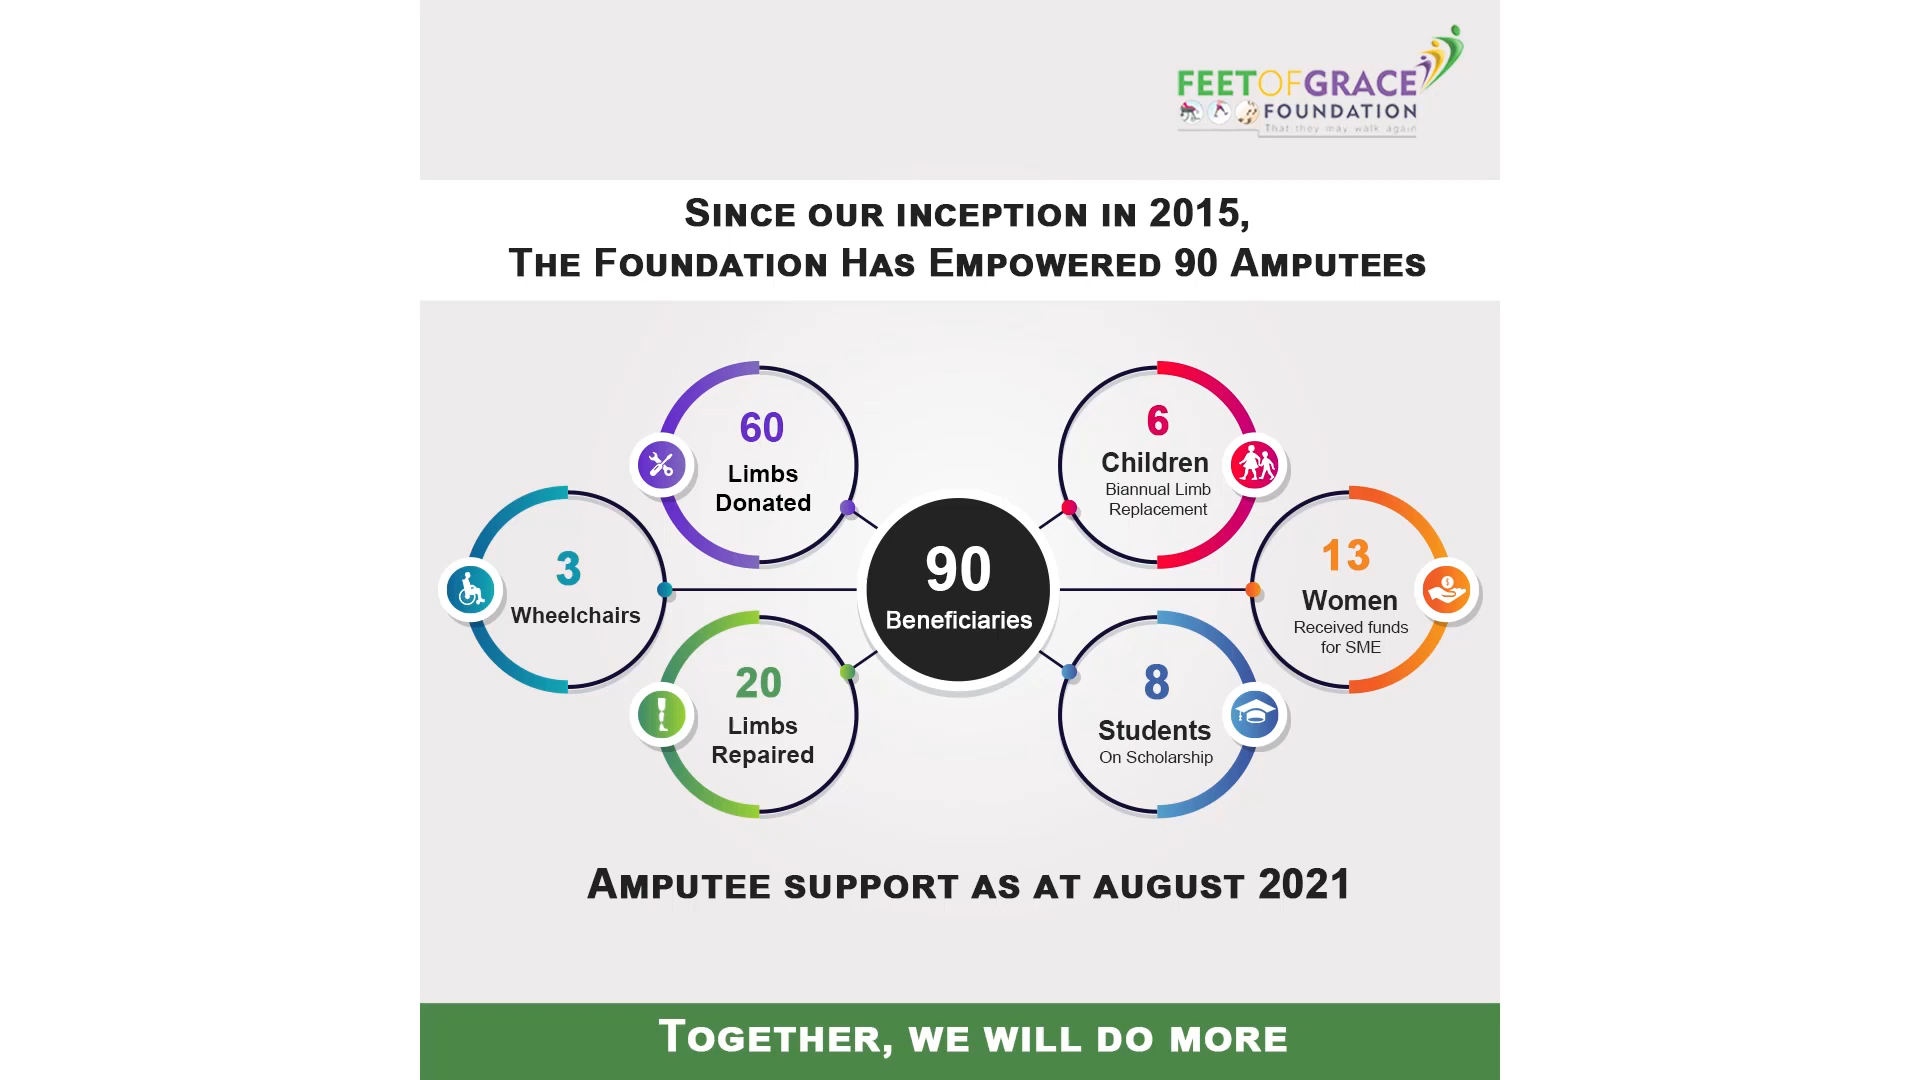 FEETOFGRACE
FOUNDATION
That they may walk again
SINCE OUR INCEPTION IN 2015,
THE FOUNDATION HAS EMPOWERED 90 AMPUTEES
60
Limbs
Donated
6
Children
Biannual Limb
Replacement
3
Wheelchairs
90
Beneficiaries
13
Women
Received funds
for SME
20
Limbs
Repaired
8
Students
On Scholarship
AMPUTEE SUPPORT AS AT AUGUST 2021
TOGETHER, WE WILL DO MORE